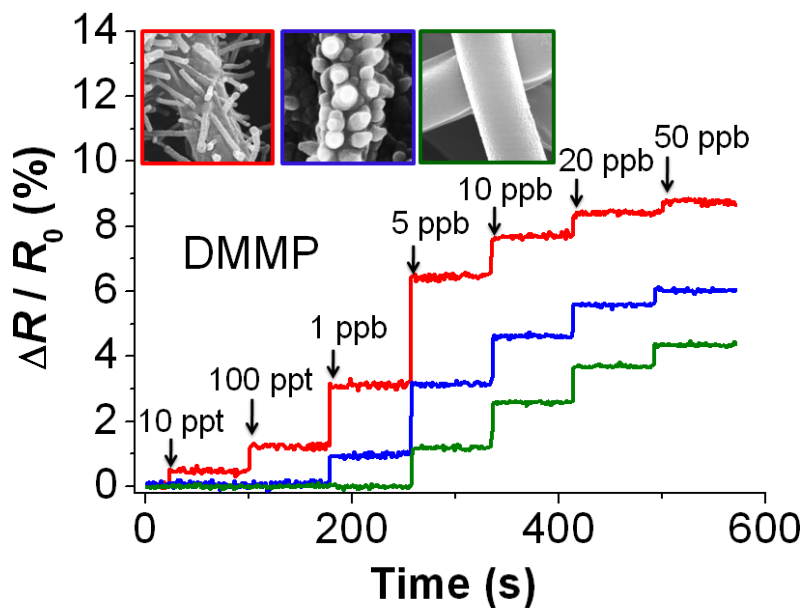 14
12
10
8
6
4
2
0
ΔR / R0 (%)
DMMP
10 ppt
100 ppt
1 ppb
5 ppb
10 ppb
20 ppb
50 ppb
0
200
400
600
Time (s)